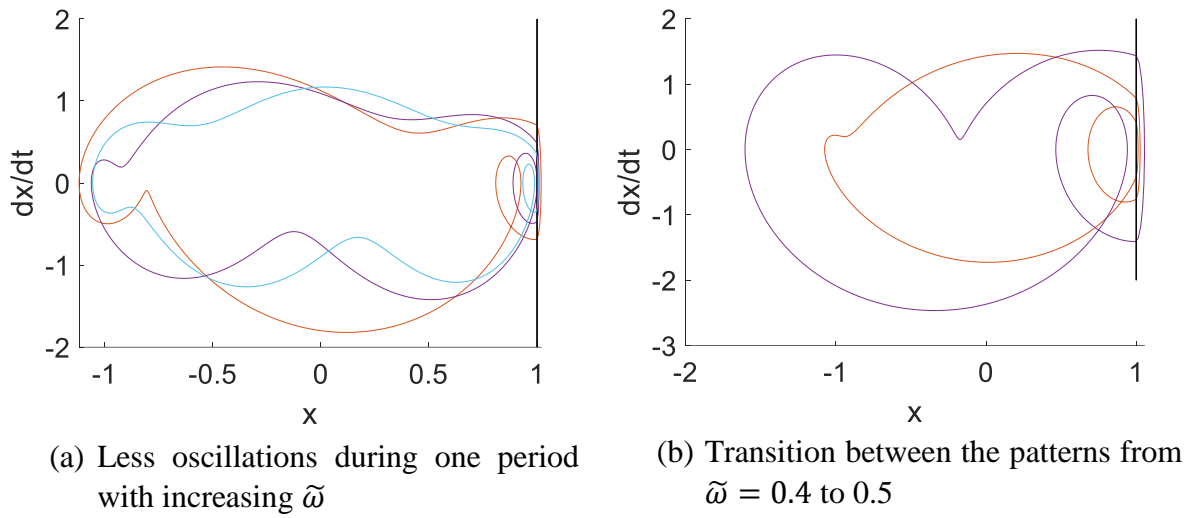 2
1
0
-1
-2
dx/dt
-1
-0.5
0
0.5
1
x
(a) Less oscillations during one period
with increasing ω̃
2
1
0
-1
-2
-3
dx/dt
-2
-1
0
1
x
(b) Transition between the patterns from
ω̃ = 0.4 to 0.5